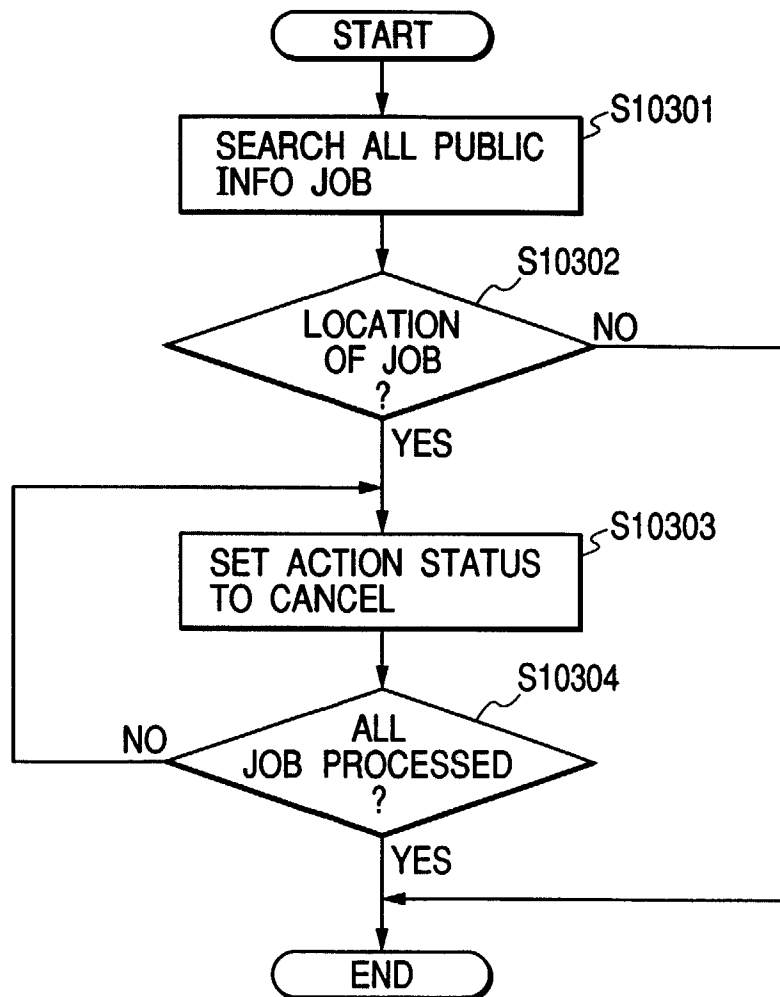 START
S10301
SEARCH ALL PUBLIC
INFO JOB
S10302
LOCATION
OF JOB
?
NO
YES
S10303
SET ACTION STATUS
TO CANCEL
S10304
ALL
JOB PROCESSED
?
NO
YES
END